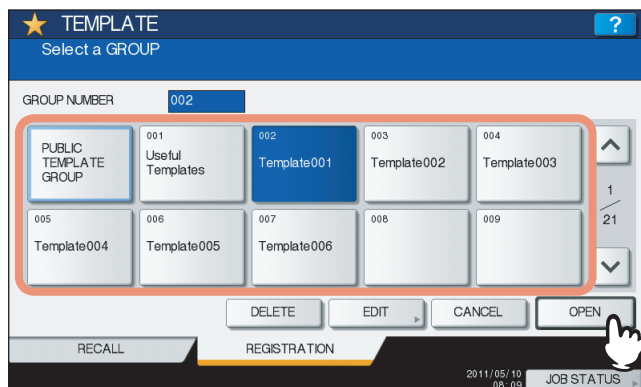 TEMPLATE
?
Select a GROUP
GROUP NUMBER 002
PUBLIC
TEMPLATE
GROUP
001
Useful
Templates
002
Template001
003
Template002
004
Template003
1
21
005
Template004
006
Template005
007
Template006
008
009
DELETE
EDIT
CANCEL
OPEN
RECALL
REGISTRATION
2011/05/10
08:09
JOB STATUS